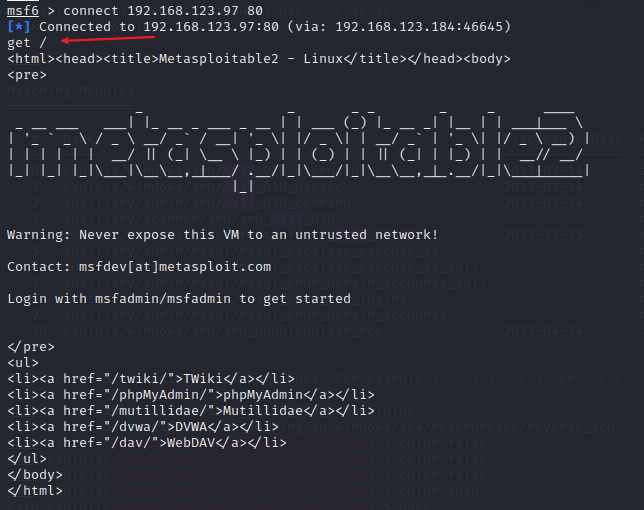 msf6 > connect 192.168.123.97 80
[*] Connected to 192.168.123.97:80 (via: 192.168.123.184:46645)
get /
<html><head><title>Metasploitable2 - Linux</title></head><body>
<pre>
metasploitable2
Warning: Never expose this VM to an untrusted network!
Contact: msfdev[at]metasploit.com
Login with msfadmin/msfadmin to get started
</pre>
<ul>
<li><a href="/twiki/">TWiki</a></li>
<li><a href="/phpMyAdmin/">phpMyAdmin</a></li>
<li><a href="/mutillidae/">Mutillidae</a></li>
<li><a href="/dvwa/">DVWA</a></li>
<li><a href="/dav/">WebDAV</a></li>
</ul>
</body>
</html>